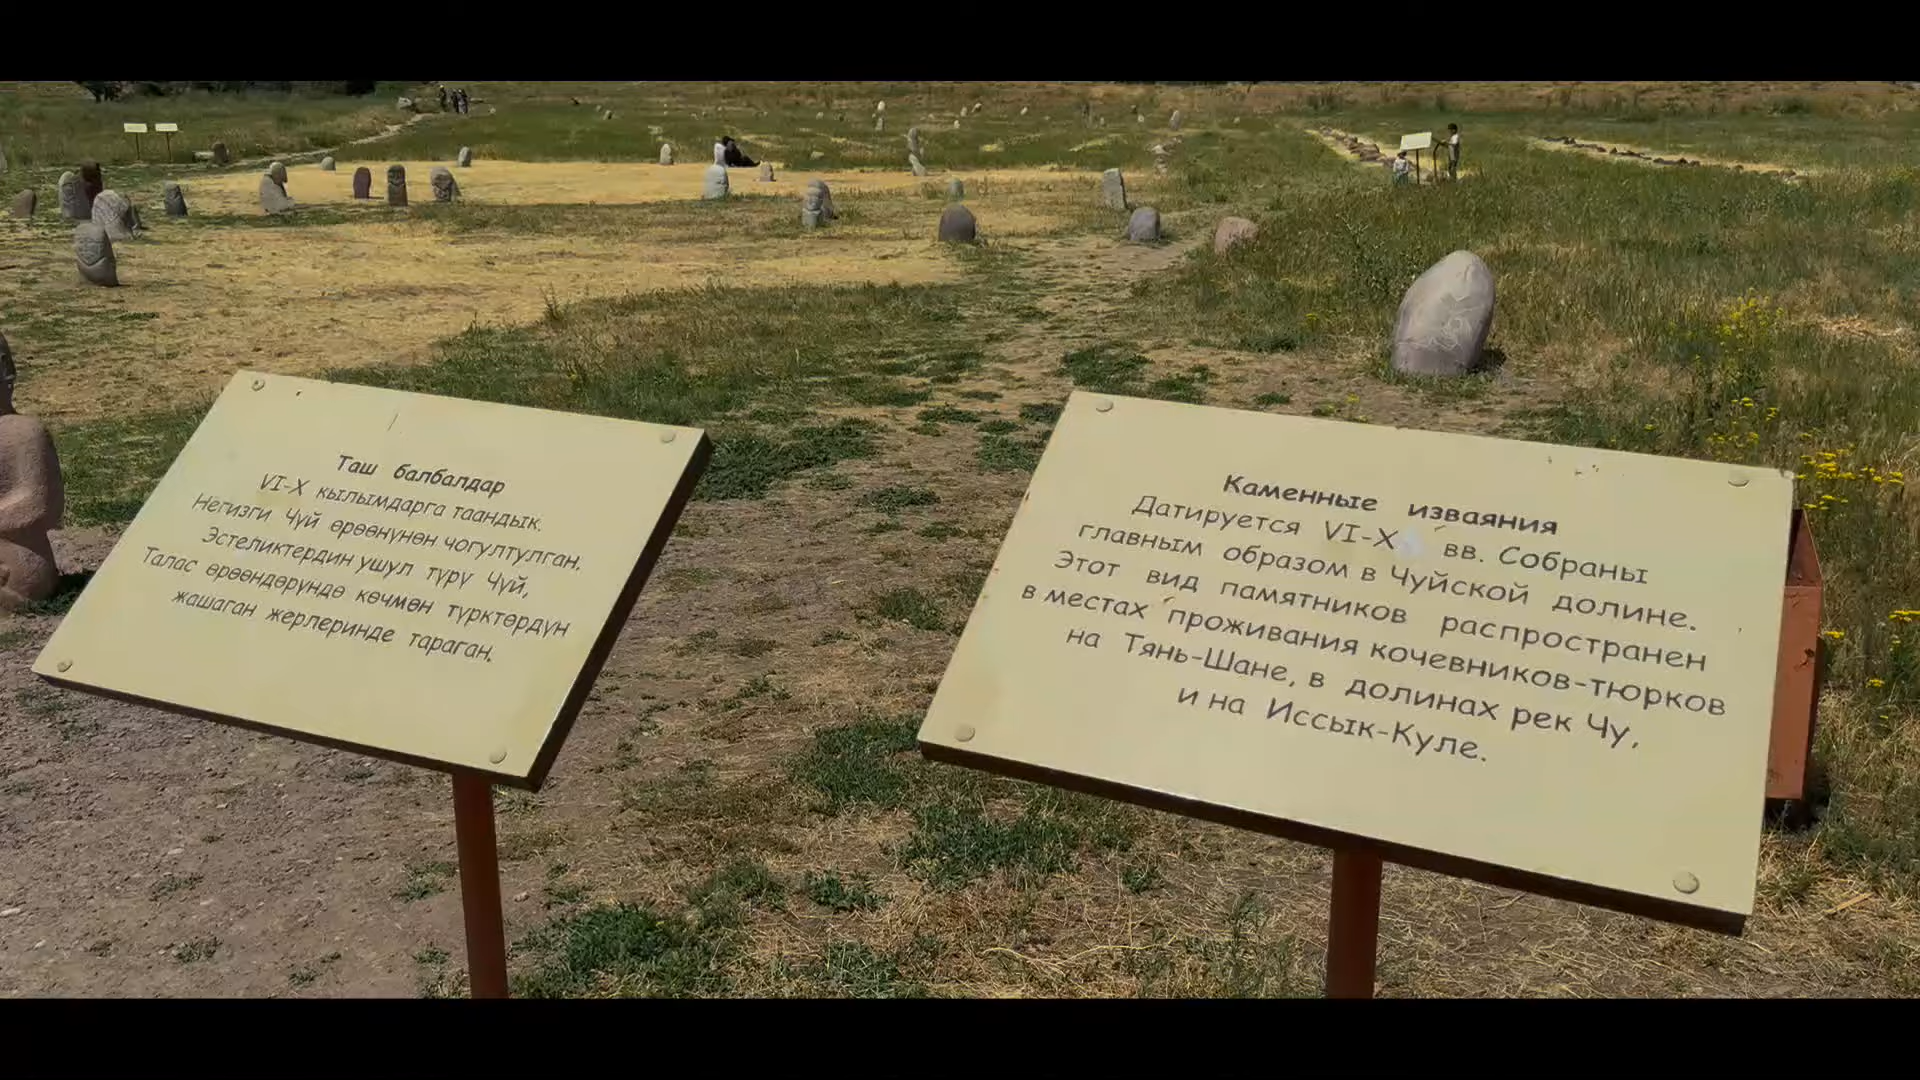 Таш балбалдар
VI-X кылымдарга таандык.
Негизги Чүй өрөөнүнөн чогултулган.
Эстеликтердин ушул түрү Чүй,
Талас өрөөндөрүндө көчмөн түрктөрдүн
жашаган жерлеринде тараган.
Каменные изваяния
Датируется VI-X вв. Собраны
главным образом в Чуйской долине.
Этот вид памятников распространен
в местах проживания кочевников-тюрков
на Тянь-Шане, в долинах рек Чу,
и на Иссык-Куле.